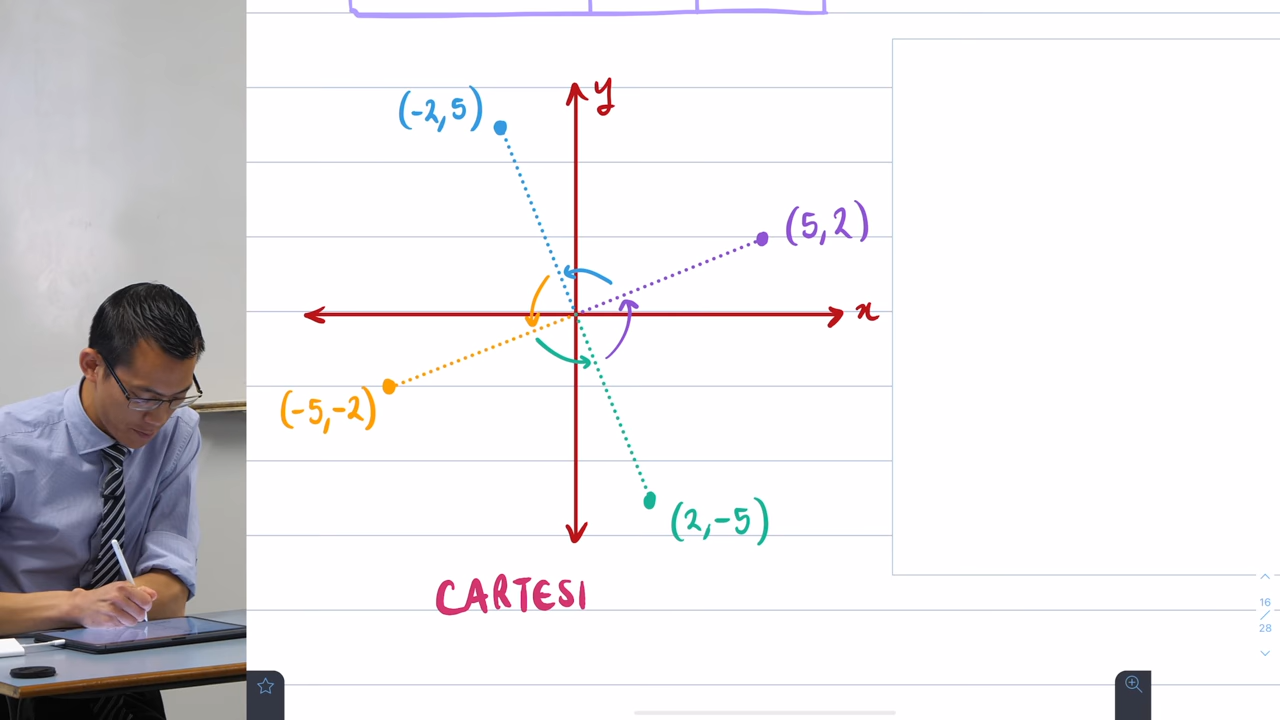 y
(-2,5)
(5,2)
x
(-5,-2)
(2,-5)
CARTESI
16
/
28